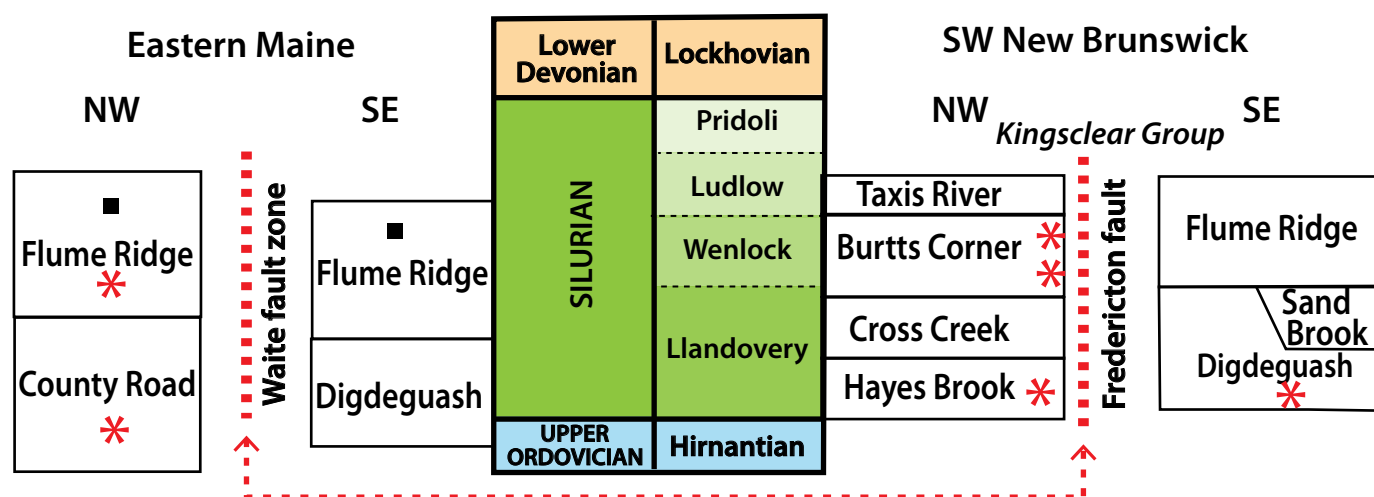 Eastern Maine
NW
SE
Flume Ridge
County Road
Waite fault zone
Flume Ridge
Digdeguash
Lower
Devonian
Lockhovian
SILURIAN
Pridoli
Ludlow
Wenlock
Llandovery
UPPER
ORDOVICIAN
Hirnantian
SW New Brunswick
NW
SE
Kingsclear Group
Taxis River
Burtts Corner
Cross Creek
Hayes Brook
Fredericton fault
Flume Ridge
Sand
Brook
Digdeguash